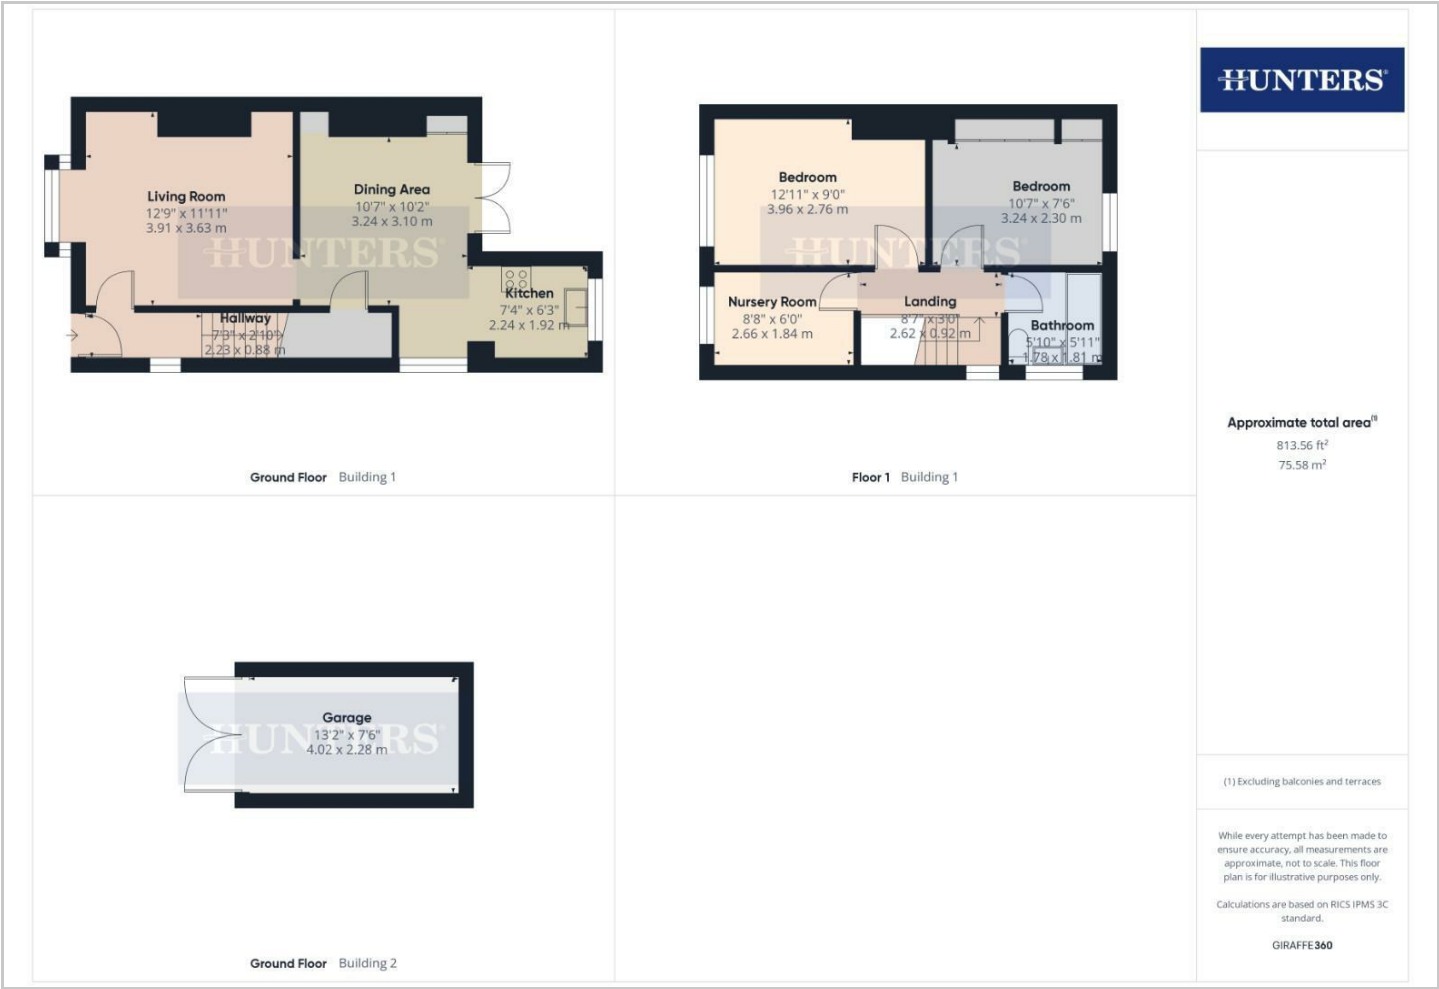 HUNTERS®
Living Room
12'9" x 11'11"
3.91 x 3.63 m
Dining Area
10'7" x 10'2"
3.24 x 3.10 m
HUNTERS®
Kitchen
7'4" x 6'3"
2.24 x 1.92 m
Hallway
7'3" x 2'10"
2.23 x 0.88 m
Ground Floor Building 1
Bedroom
12'11" x 9'0"
3.96 x 2.76 m
Bedroom
10'7" x 7'6"
3.24 x 2.30 m
HUNTERS®
Nursery Room
8'8" x 6'0"
2.66 x 1.84 m
Landing
8'7" x 3'0"
2.62 x 0.92 m
Bathroom
5'10" x 5'11"
1.78 x 1.81 m
Floor 1 Building 1
Approximate total area(1)
813.56 ft²
75.58 m²
Garage
13'2" x 7'6"
4.02 x 2.28 m
HUNTERS®
Ground Floor Building 2
(1) Excluding balconies and terraces
While every attempt has been made to
ensure accuracy, all measurements are
approximate, not to scale. This floor
plan is for illustrative purposes only.
Calculations are based on RICS IPMS 3C
standard.
GIRAFFE360